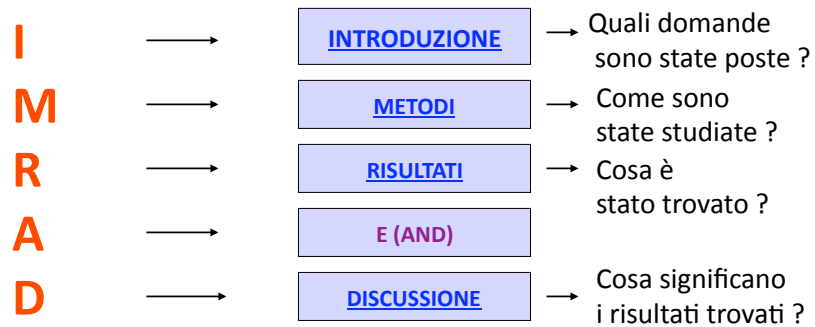 I INTRODUZIONE Quali domande
sono state poste ?
M METODI Come sono
state studiate ?
R RISULTATI Cosa è
stato trovato ?
A E (AND)
D DISCUSSIONE Cosa significano
i risultati trovati ?